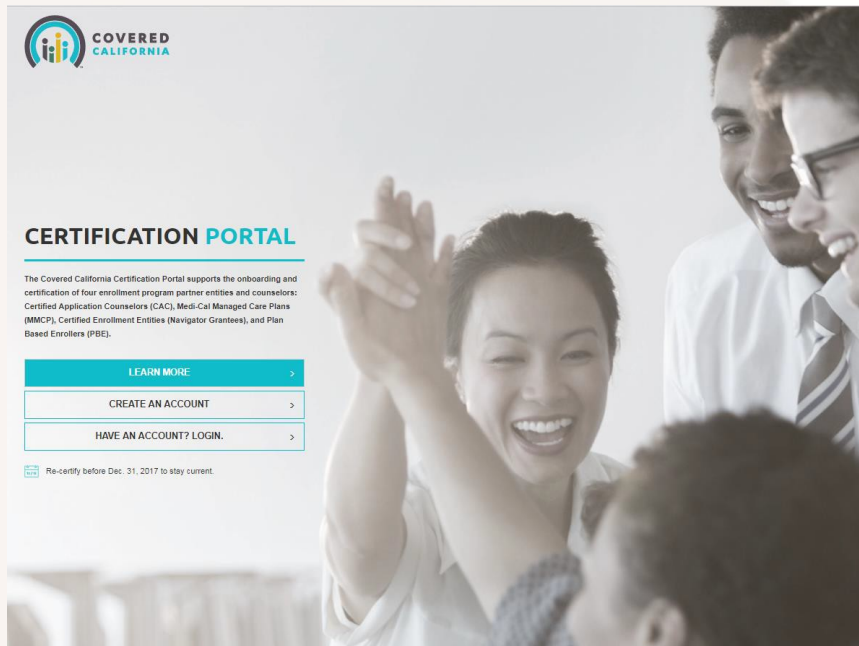 COVERED
CALIFORNIA
CERTIFICATION PORTAL
The Covered California Certification Portal supports the onboarding and
certification of four enrollment program partner entities and counselors:
Certified Application Counselors (CAC), Medi-Cal Managed Care Plans
(MMCP), Certified Enrollment Entities (Navigator Grantees), and Plan
Based Enrollers (PBE).
LEARN MORE >
CREATE AN ACCOUNT >
HAVE AN ACCOUNT? LOGIN. >
Re-certify before Dec. 31, 2017 to stay current.